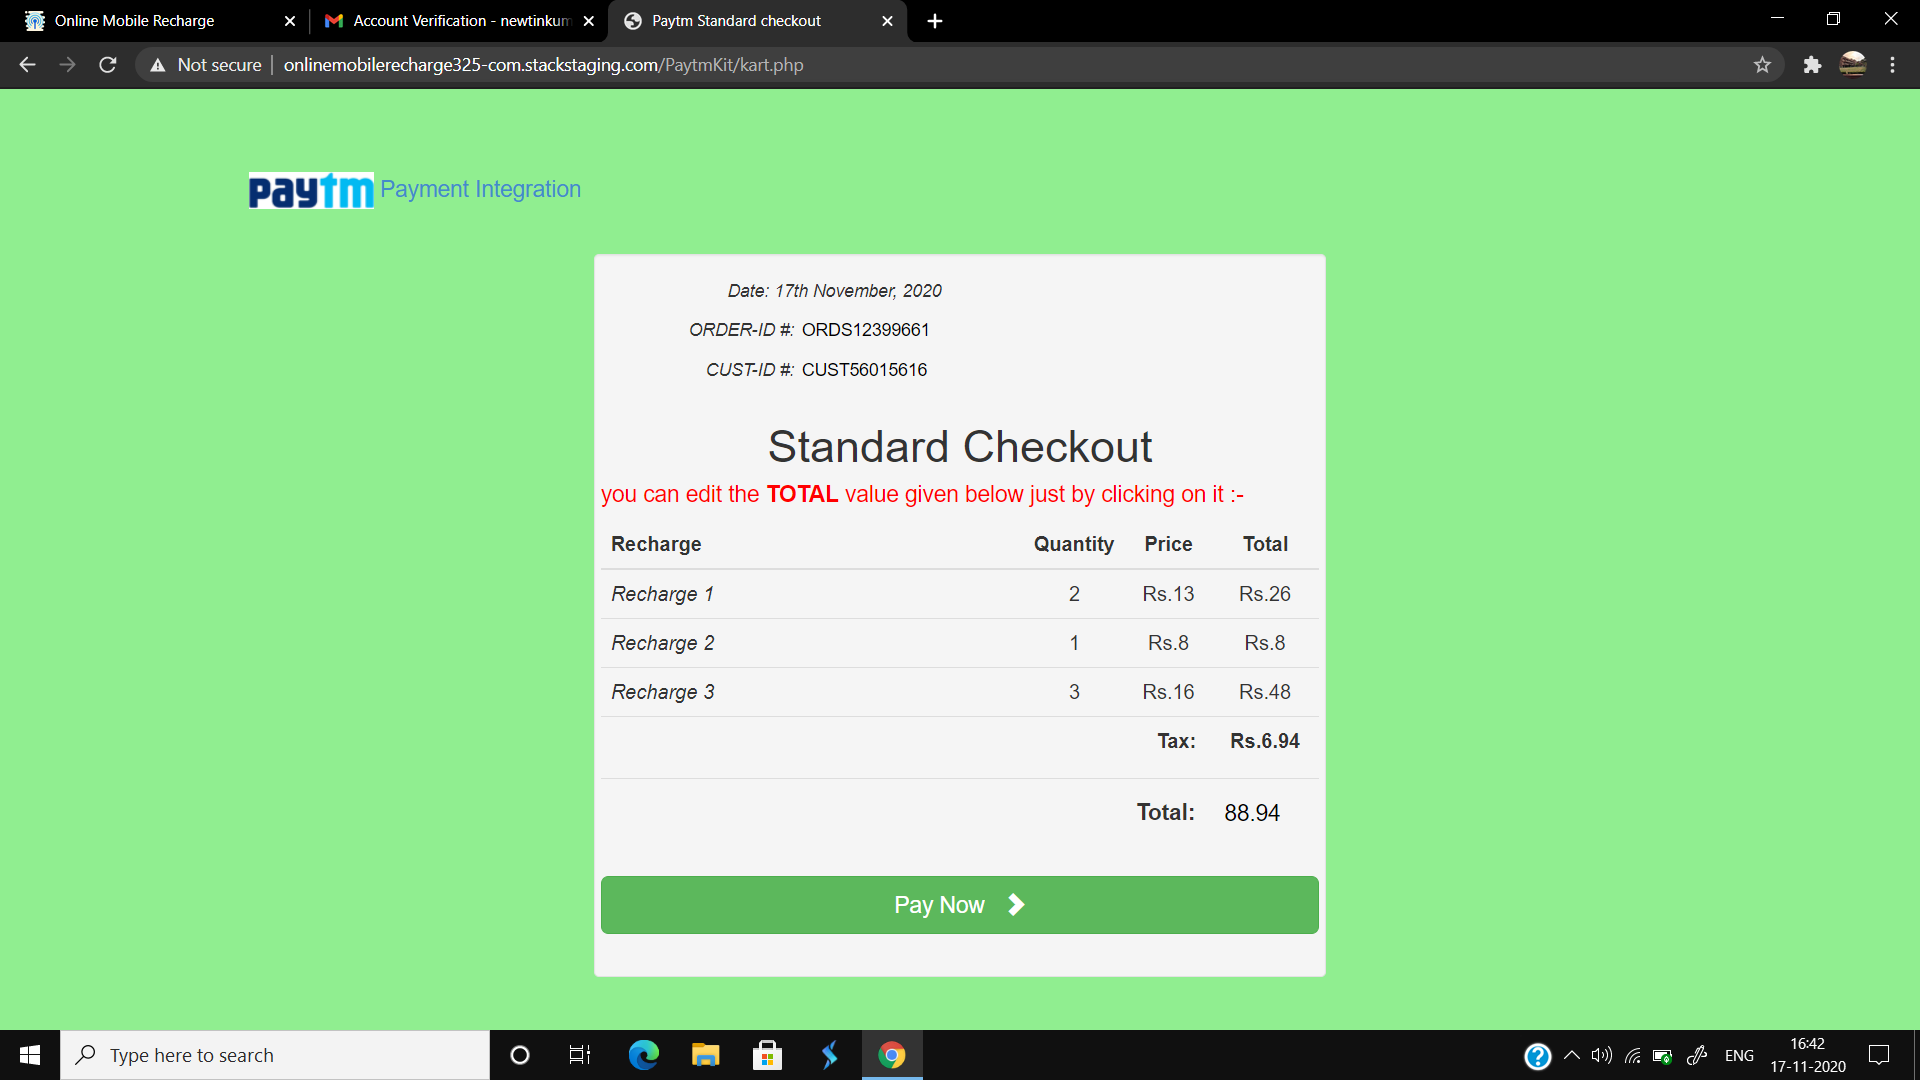 Online Mobile Recharge
Account Verification - newtinkum
Paytm Standard checkout
Not secure
onlinemobilerecharge325-com.stackstaging.com/PaytmKit/kart.php
paytm Payment Integration
Date: 17th November, 2020
ORDER-ID #: ORDS12399661
CUST-ID #: CUST56015616
Standard Checkout
you can edit the TOTAL value given below just by clicking on it :-
Recharge Quantity Price Total
Recharge 1 2 Rs.13 Rs.26
Recharge 2 1 Rs.8 Rs.8
Recharge 3 3 Rs.16 Rs.48
Tax: Rs.6.94
Total: 88.94
Pay Now
Type here to search
ENG
16:42
17-11-2020